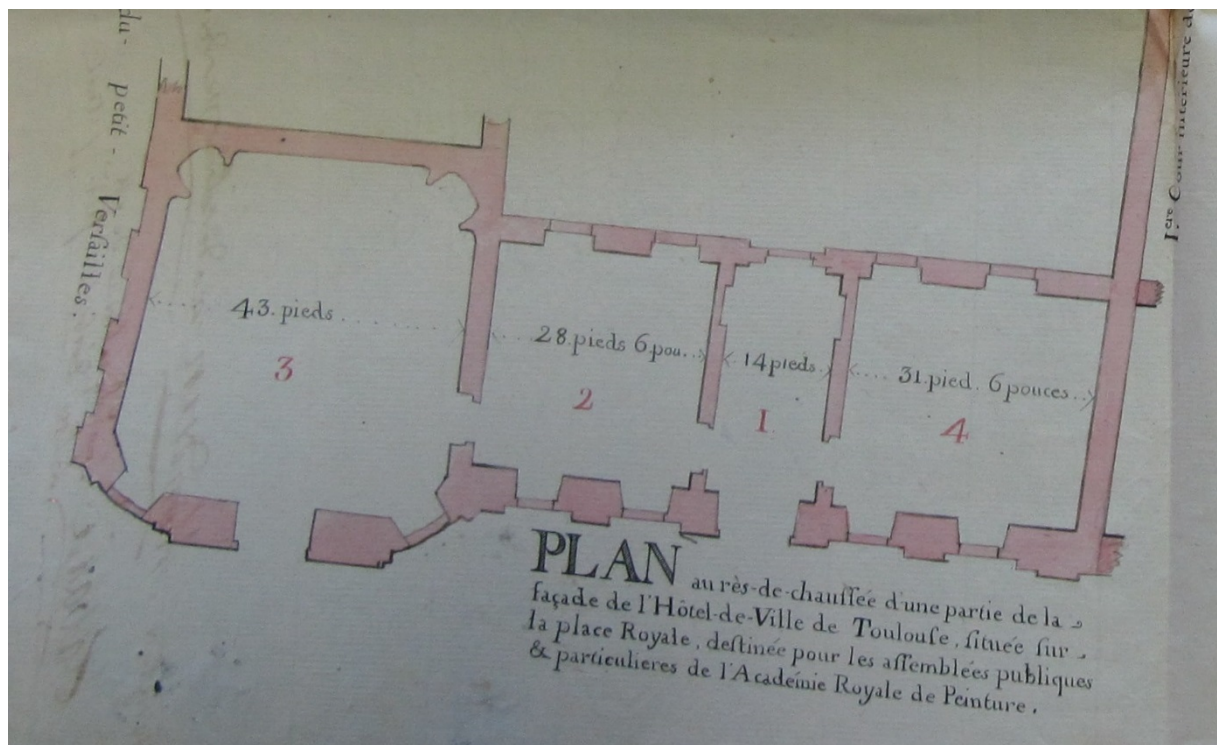 du petit-Versailles.
1.ere Cour intérieure
43. pieds
28. pieds 6 pou.
14 pieds
31. pied. 6 pouces
3
2
1
4
PLAN au rès-de-chaussée d'une partie de la
façade de l'Hôtel-de-Ville de Toulouse, située sur
la place Royale, destinée pour les assemblées publiques
& particulieres de l'Académie Royale de Peinture.